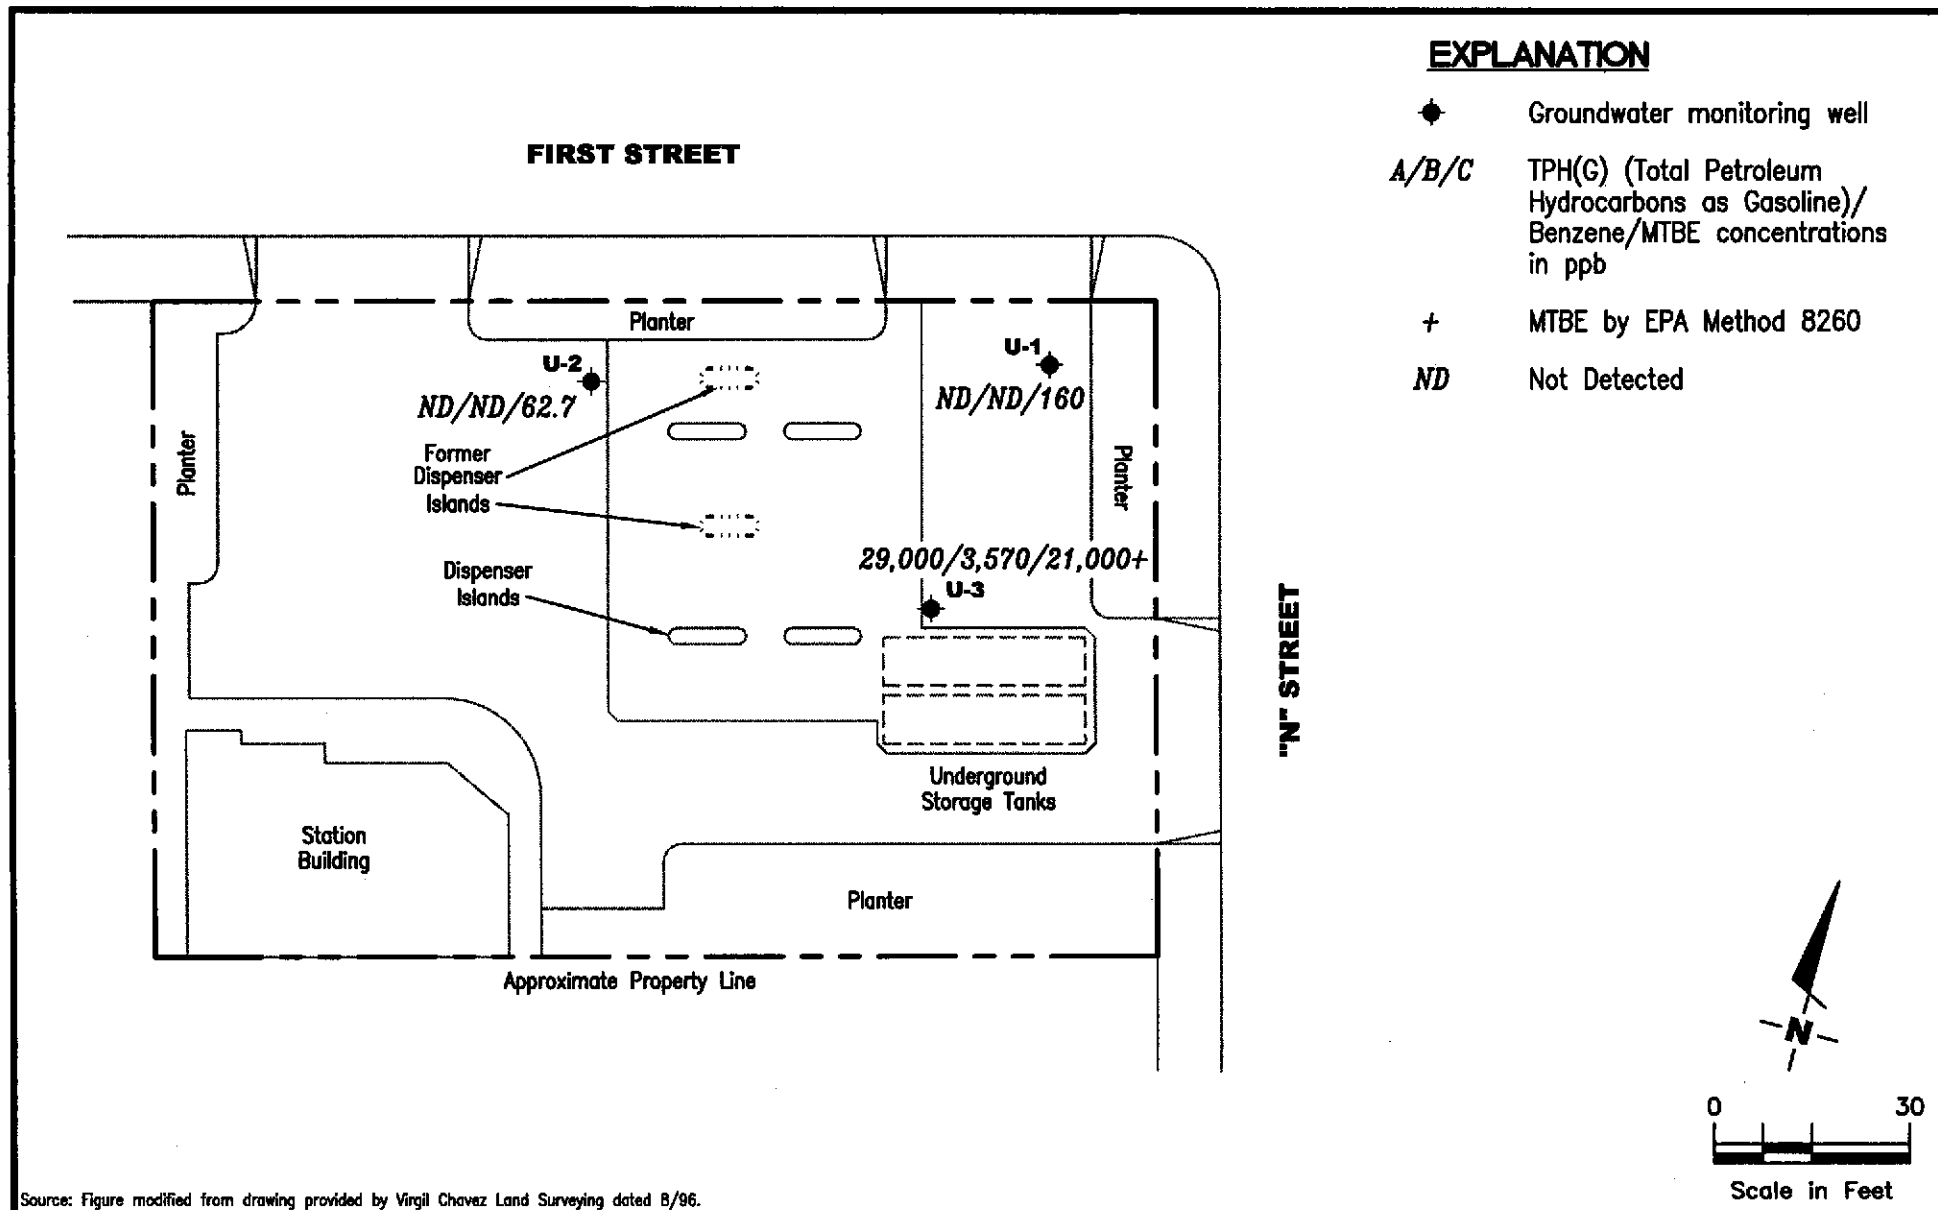 EXPLANATION
Groundwater monitoring well
A/B/C TPH(G) (Total Petroleum
Hydrocarbons as Gasoline)/
Benzene/MTBE concentrations
in ppb
+ MTBE by EPA Method 8260
ND Not Detected
FIRST STREET
Planter
U-2
ND/ND/62.7
U-1
ND/ND/160
Planter
Planter
Former
Dispenser
Islands
29,000/3,570/21,000+
U-3
Dispenser
Islands
"N" STREET
Underground
Storage Tanks
Station
Building
Planter
Approximate Property Line
N
0 30
Scale in Feet
Source: Figure modified from drawing provided by Virgil Chavez Land Surveying dated 8/96.